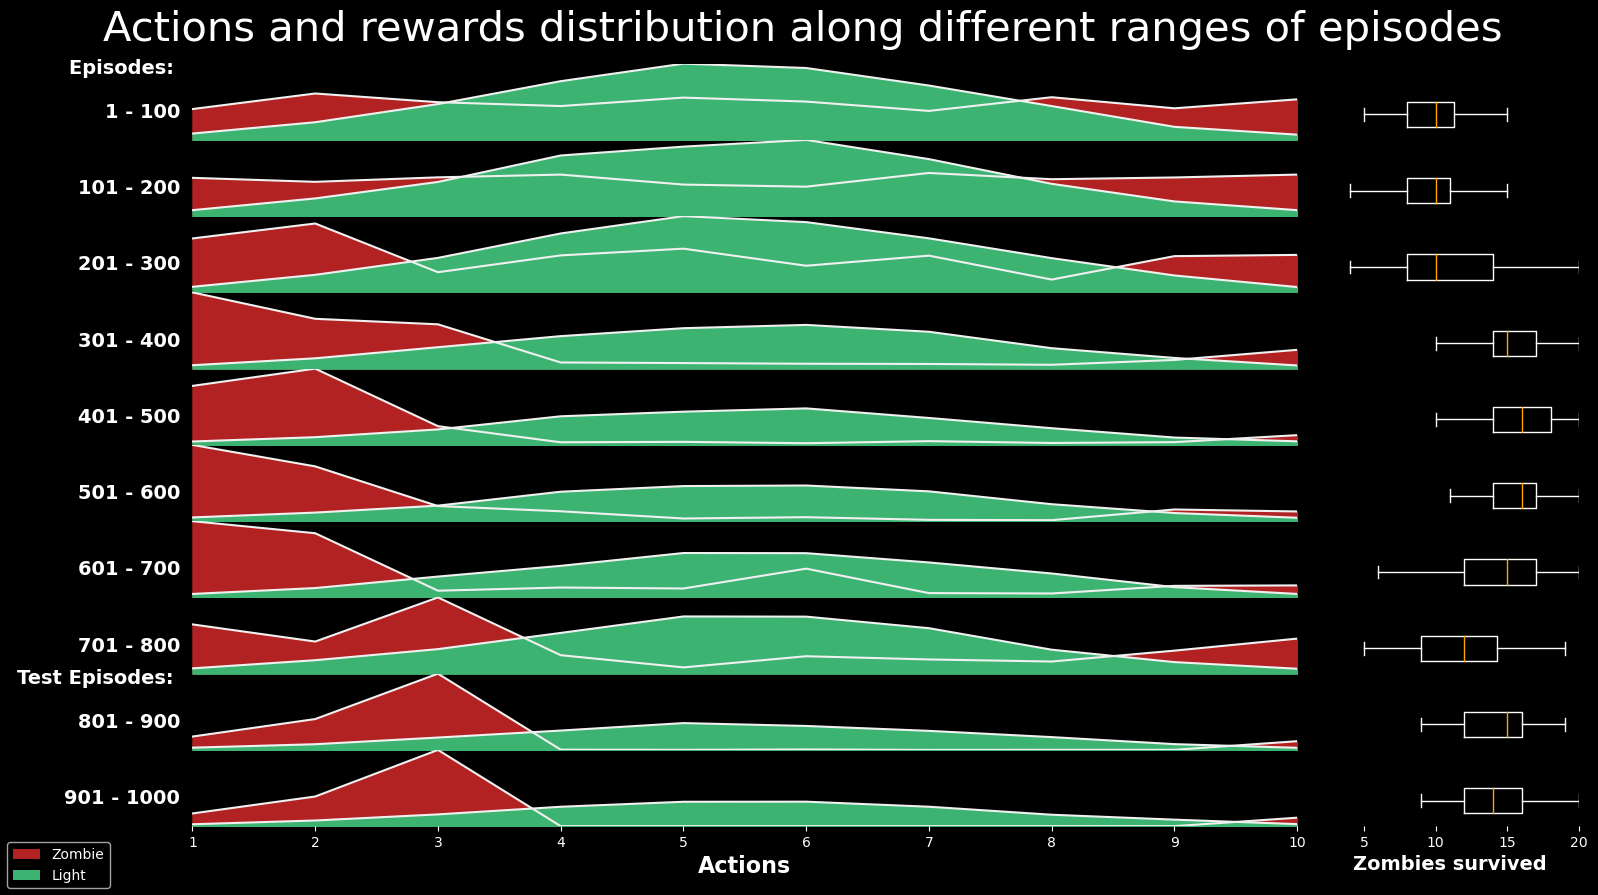 Actions and rewards distribution along different ranges of episodes
Episodes:
1 - 100
101 - 200
201 - 300
301 - 400
401 - 500
501 - 600
601 - 700
701 - 800
Test Episodes:
801 - 900
901 - 1000
1 2 3 4 5 6 7 8 9 10
5 10 15 20
Actions
Zombies survived
Zombie
Light